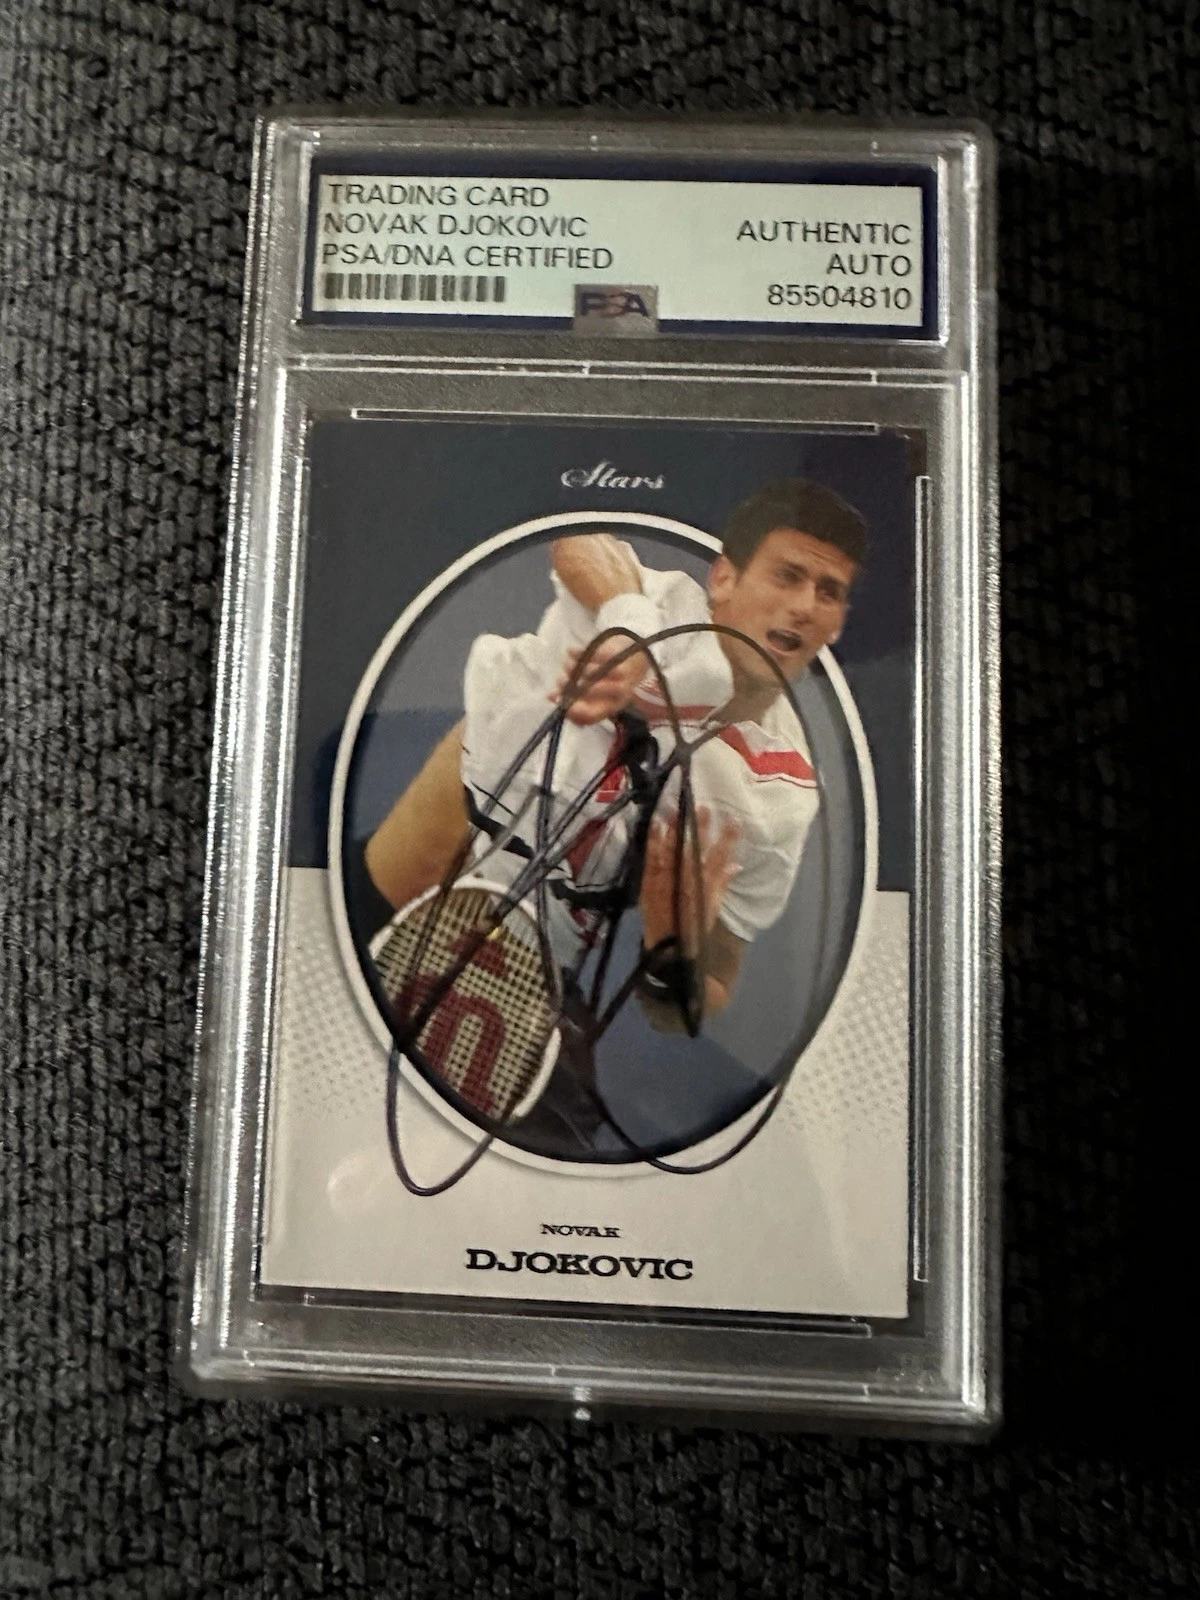 TRADING CARD
NOVAK DJOKOVIC
PSA/DNA CERTIFIED
AUTHENTIC
AUTO
85504810
PSA
Stars
NOVAK
DJOKOVIC